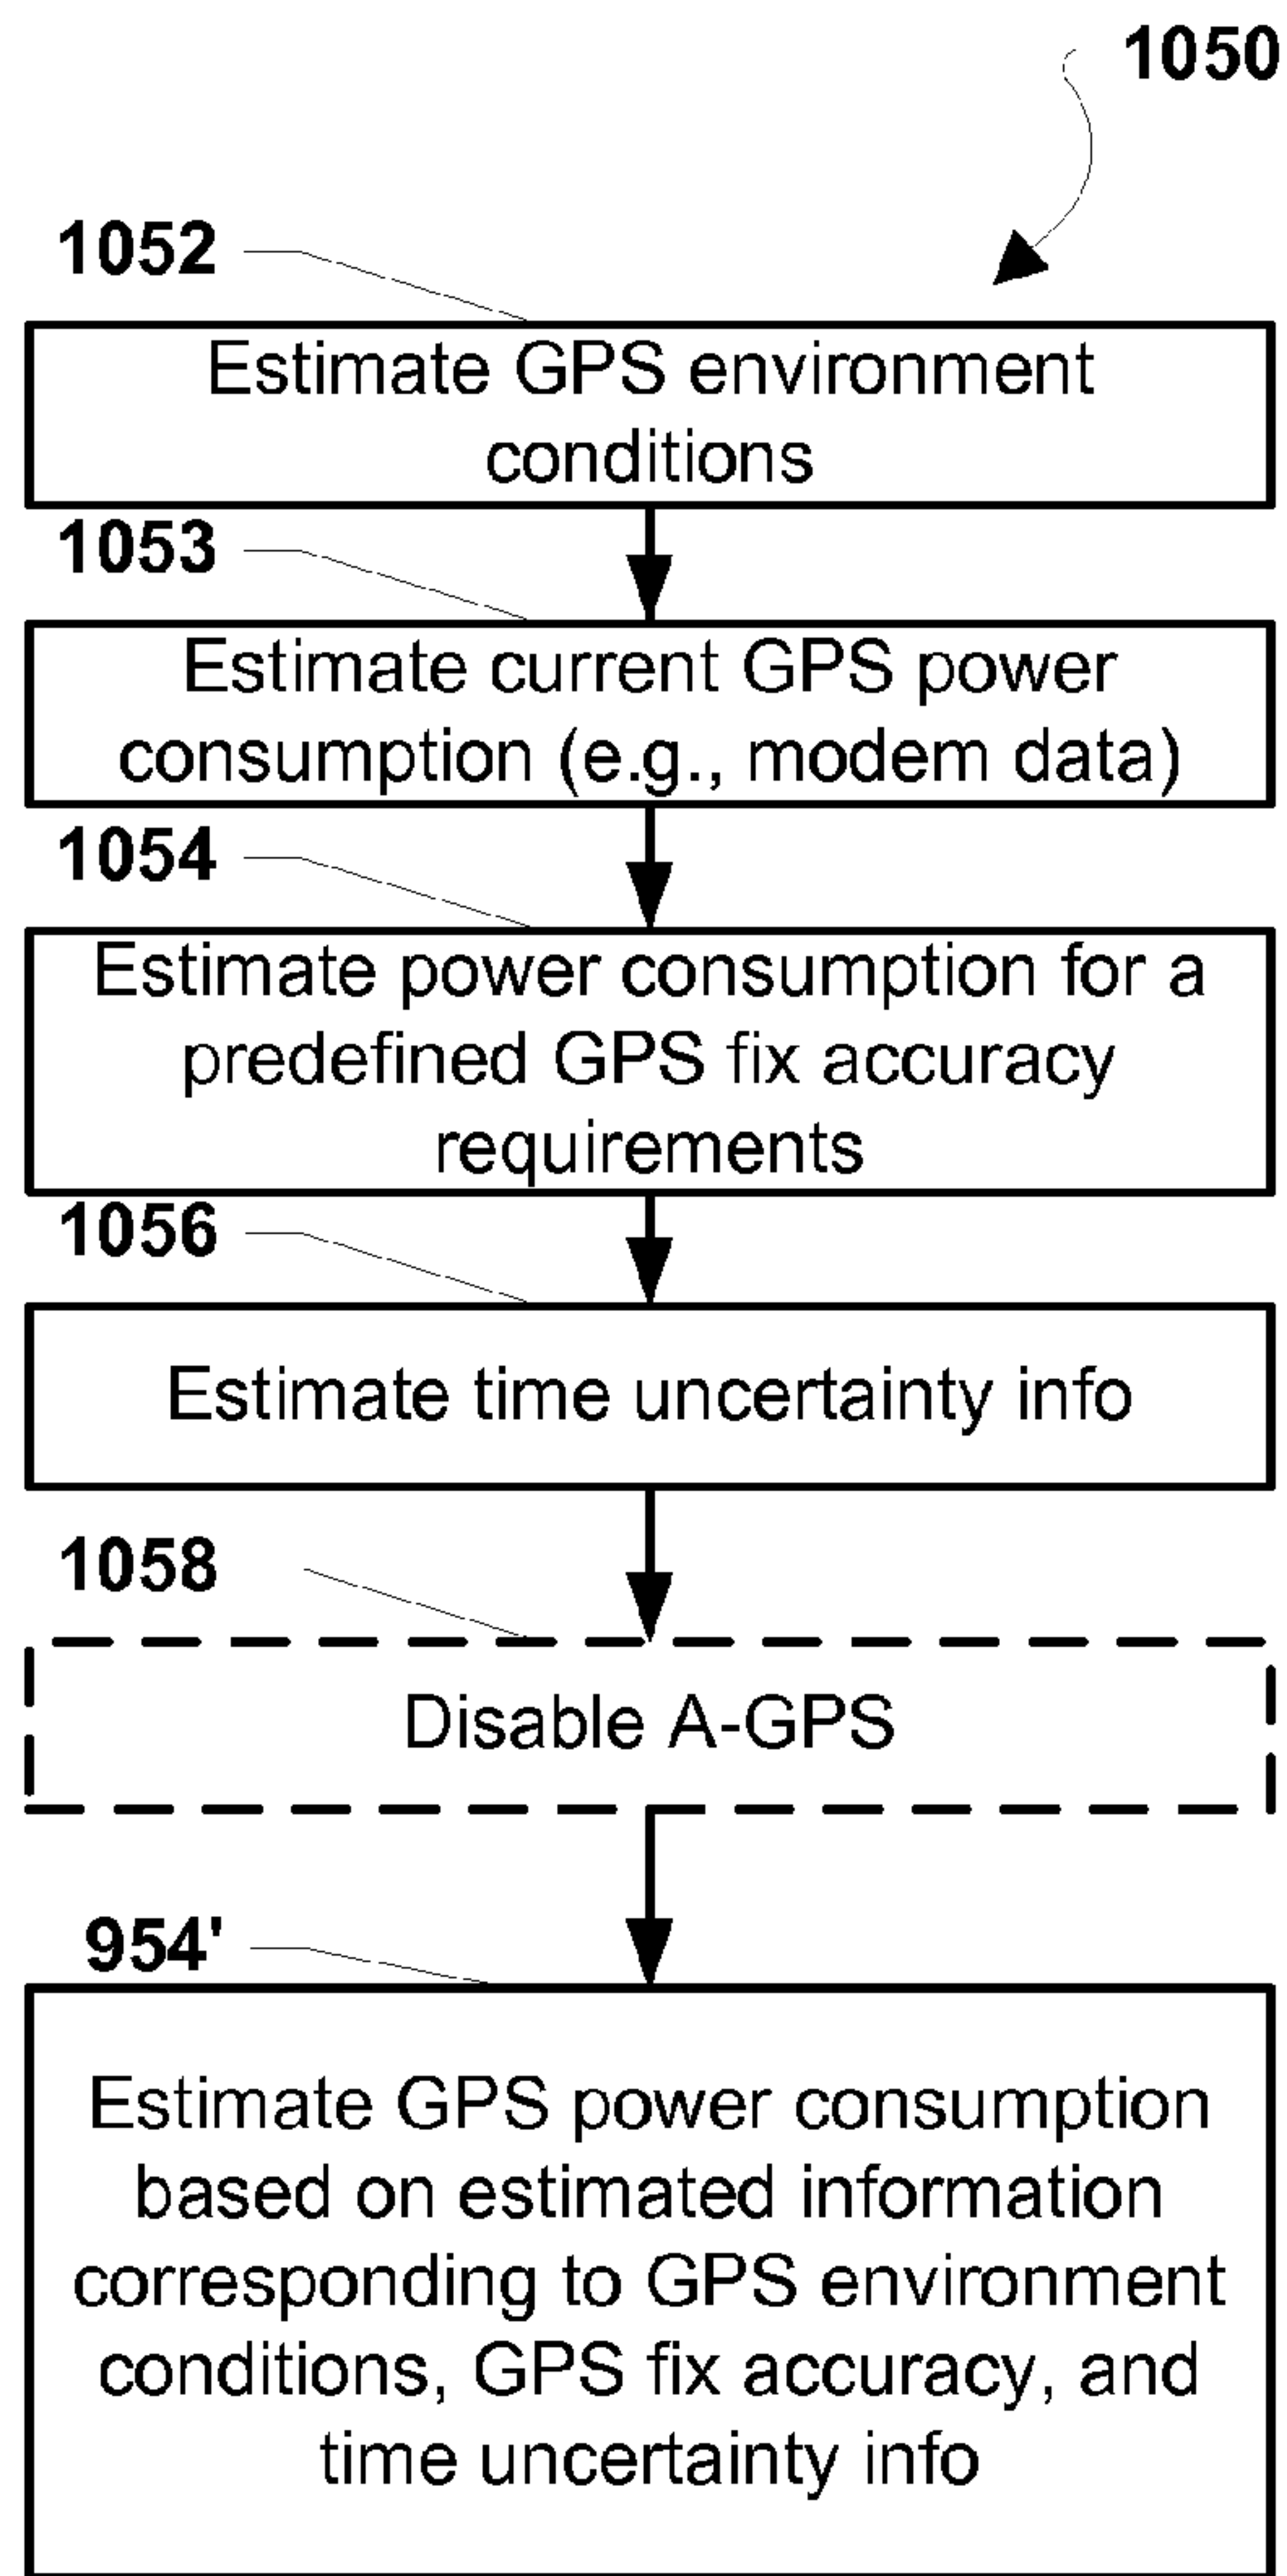 1050
1052
Estimate GPS environment
conditions
1053
Estimate current GPS power
consumption (e.g., modem data)
1054
Estimate power consumption for a
predefined GPS fix accuracy
requirements
1056
Estimate time uncertainty info
1058
Disable A-GPS
954'
Estimate GPS power consumption
based on estimated information
corresponding to GPS environment
conditions, GPS fix accuracy, and
time uncertainty info